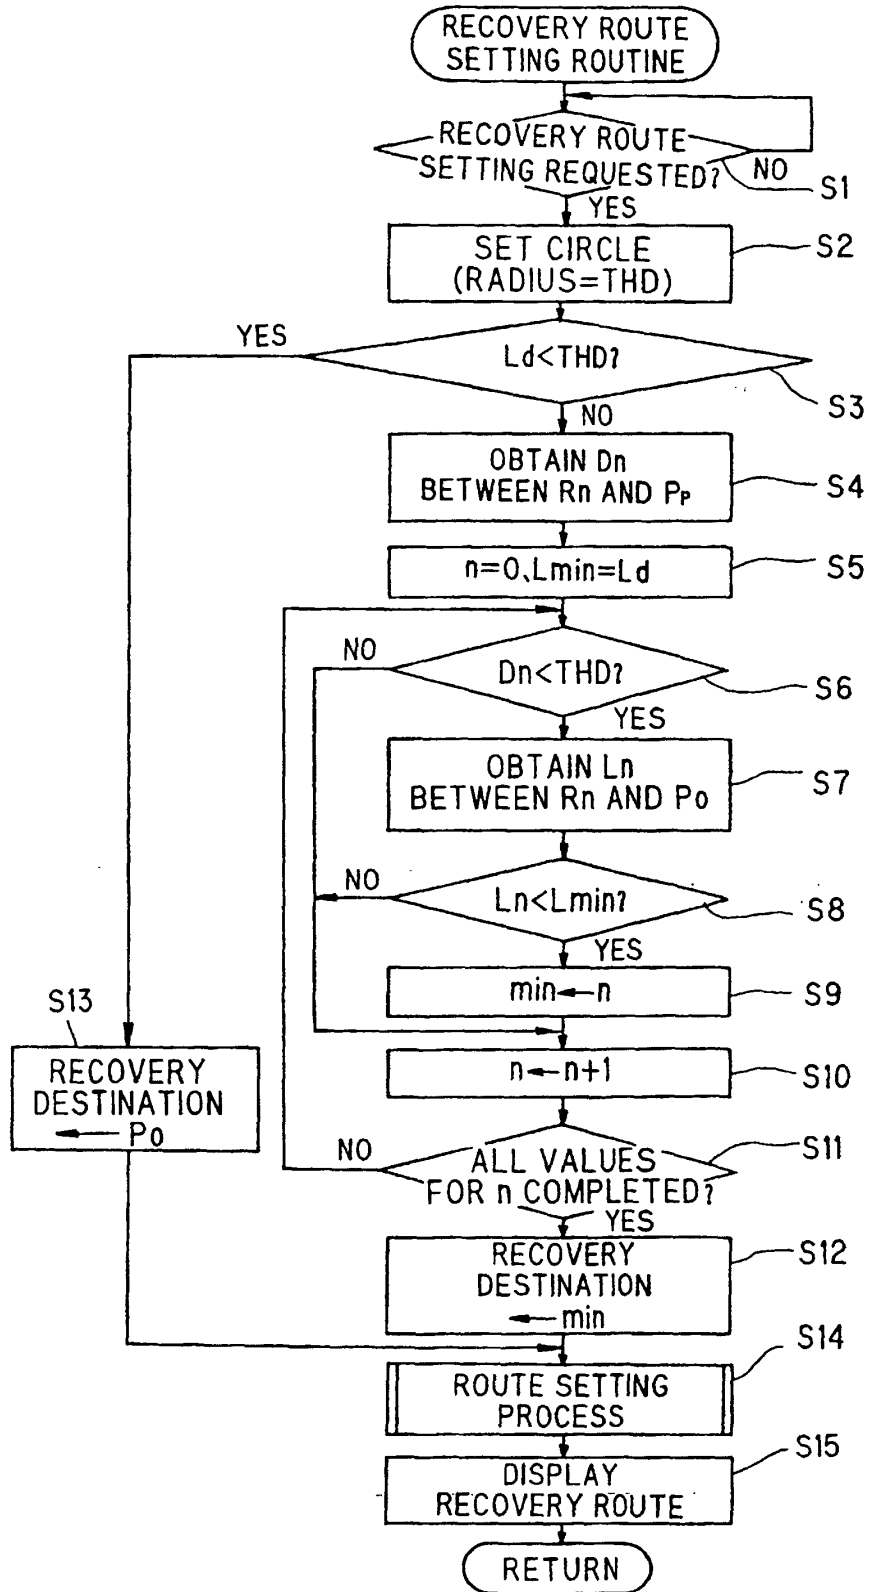 RECOVERY ROUTE
SETTING ROUTINE
RECOVERY ROUTE
SETTING REQUESTED?
NO
S1
YES
SET CIRCLE
(RADIUS=THD)
S2
YES
Ld<THD?
S3
NO
OBTAIN Dn
BETWEEN Rn AND PP
S4
n=0,Lmin=Ld
S5
NO
Dn<THD?
S6
YES
OBTAIN Ln
BETWEEN Rn AND Po
S7
NO
Ln<Lmin?
S8
YES
min←n
S9
S13
RECOVERY
DESTINATION
← Po
n←n+1
S10
NO
ALL VALUES
FOR n COMPLETED?
S11
YES
RECOVERY
DESTINATION
← min
S12
ROUTE SETTING
PROCESS
S14
DISPLAY
RECOVERY ROUTE
S15
RETURN